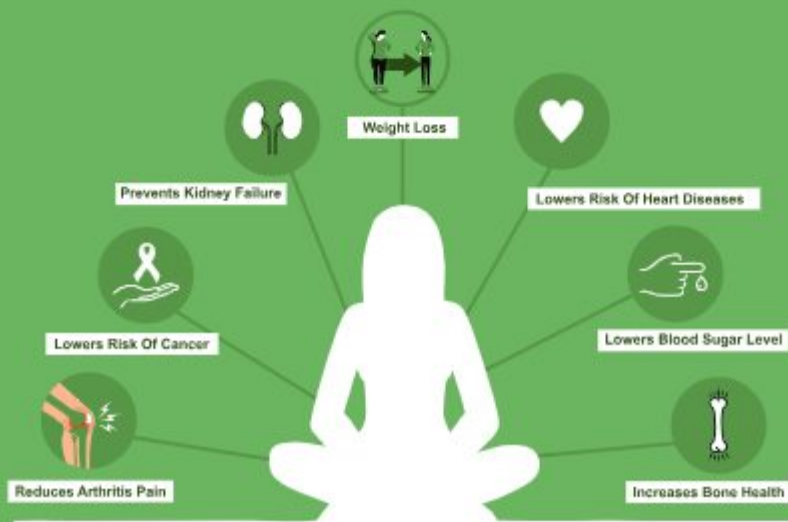 Weight Loss
Prevents Kidney Failure
Lowers Risk Of Heart Diseases
Lowers Risk Of Cancer
Lowers Blood Sugar Level
Reduces Arthritis Pain
Increases Bone Health